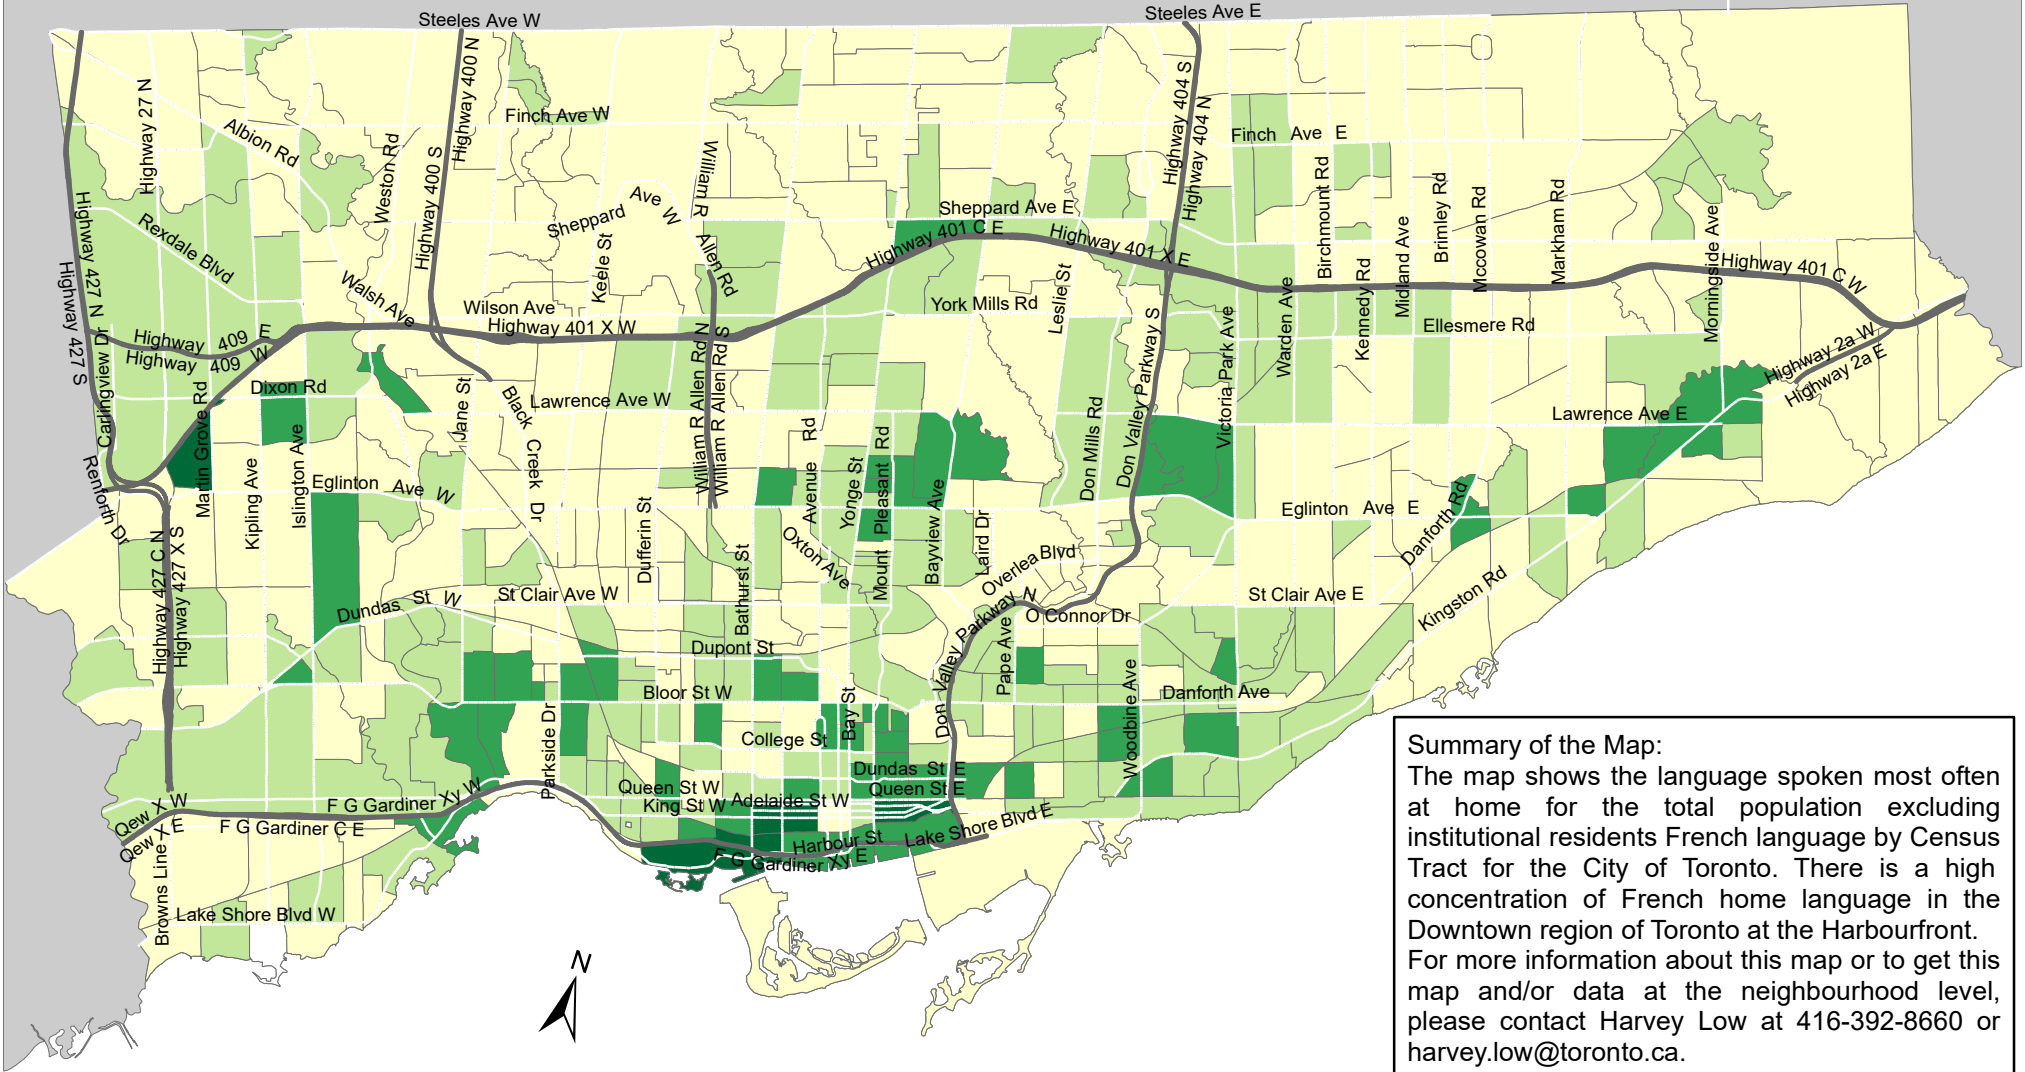 Steeles Ave W
Steeles Ave E
Highway 400 N
Highway 404 S
Highway 27 N
Finch Ave W
Highway 404 N
Albion Rd
Finch Ave E
Weston Rd
Highway 400 S
William R Allen Rd
Birchmount Rd
Brimley Rd
Mccowan Rd
Markham Rd
Morningside Ave
Midland Ave
Sheppard Ave W
Sheppard Ave E
Highway 427 N
Rexdale Blvd
Keele St
Highway 401 C E
Highway 401 X E
Highway 401 C W
Highway 427 S
Walsh Ave
Wilson Ave
York Mills Rd
Leslie St
Warden Ave
Kennedy Rd
Ellesmere Rd
Highway 401 X W
Highway 409 E
Highway 409 W
Carlingview Dr
Highway 2a W
Highway 2a E
Dixon Rd
Martin Grove Rd
Jane St
Black Creek Dr
Lawrence Ave W
William R Allen Rd N
William R Allen Rd S
Don Valley Parkway S
Victoria Park Ave
Lawrence Ave E
Renforth Dr
Kipling Ave
Islington Ave
Eglinton Ave W
Avenue Rd
Yonge St
Mount Pleasant Rd
Bayview Ave
Don Mills Rd
Laird Dr
Eglinton Ave E
Danforth Rd
Dufferin St
Bathurst St
Oxton Ave
Overlea Blvd
Highway 427 C N
Highway 427 X S
Dundas St W
St Clair Ave W
St Clair Ave E
Kingston Rd
Don Valley Parkway N
O Connor Dr
Dupont St
Pape Ave
Woodbine Ave
Bloor St W
Danforth Ave
Bay St
Parkside Dr
College St
Dundas St E
Queen St W
Queen St E
King St W
Adelaide St W
F G Gardiner Xy W
Qew X W
Qew X E
F G Gardiner C E
Harbour St
Lake Shore Blvd E
F G Gardiner Xy E
Browns Line
Lake Shore Blvd W
N
Summary of the Map:
The map shows the language spoken most often
at home for the total population excluding
institutional residents French language by Census
Tract for the City of Toronto. There is a high
concentration of French home language in the
Downtown region of Toronto at the Harbourfront.
For more information about this map or to get this
map and/or data at the neighbourhood level,
please contact Harvey Low at 416-392-8660 or
harvey.low@toronto.ca.